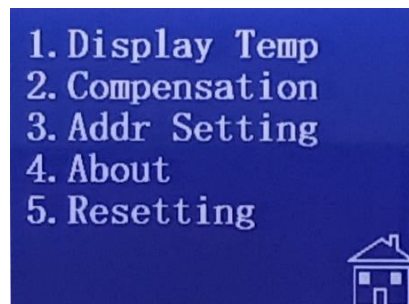 1. Display Temp
2. Compensation
3. Addr Setting
4. About
5. Resetting